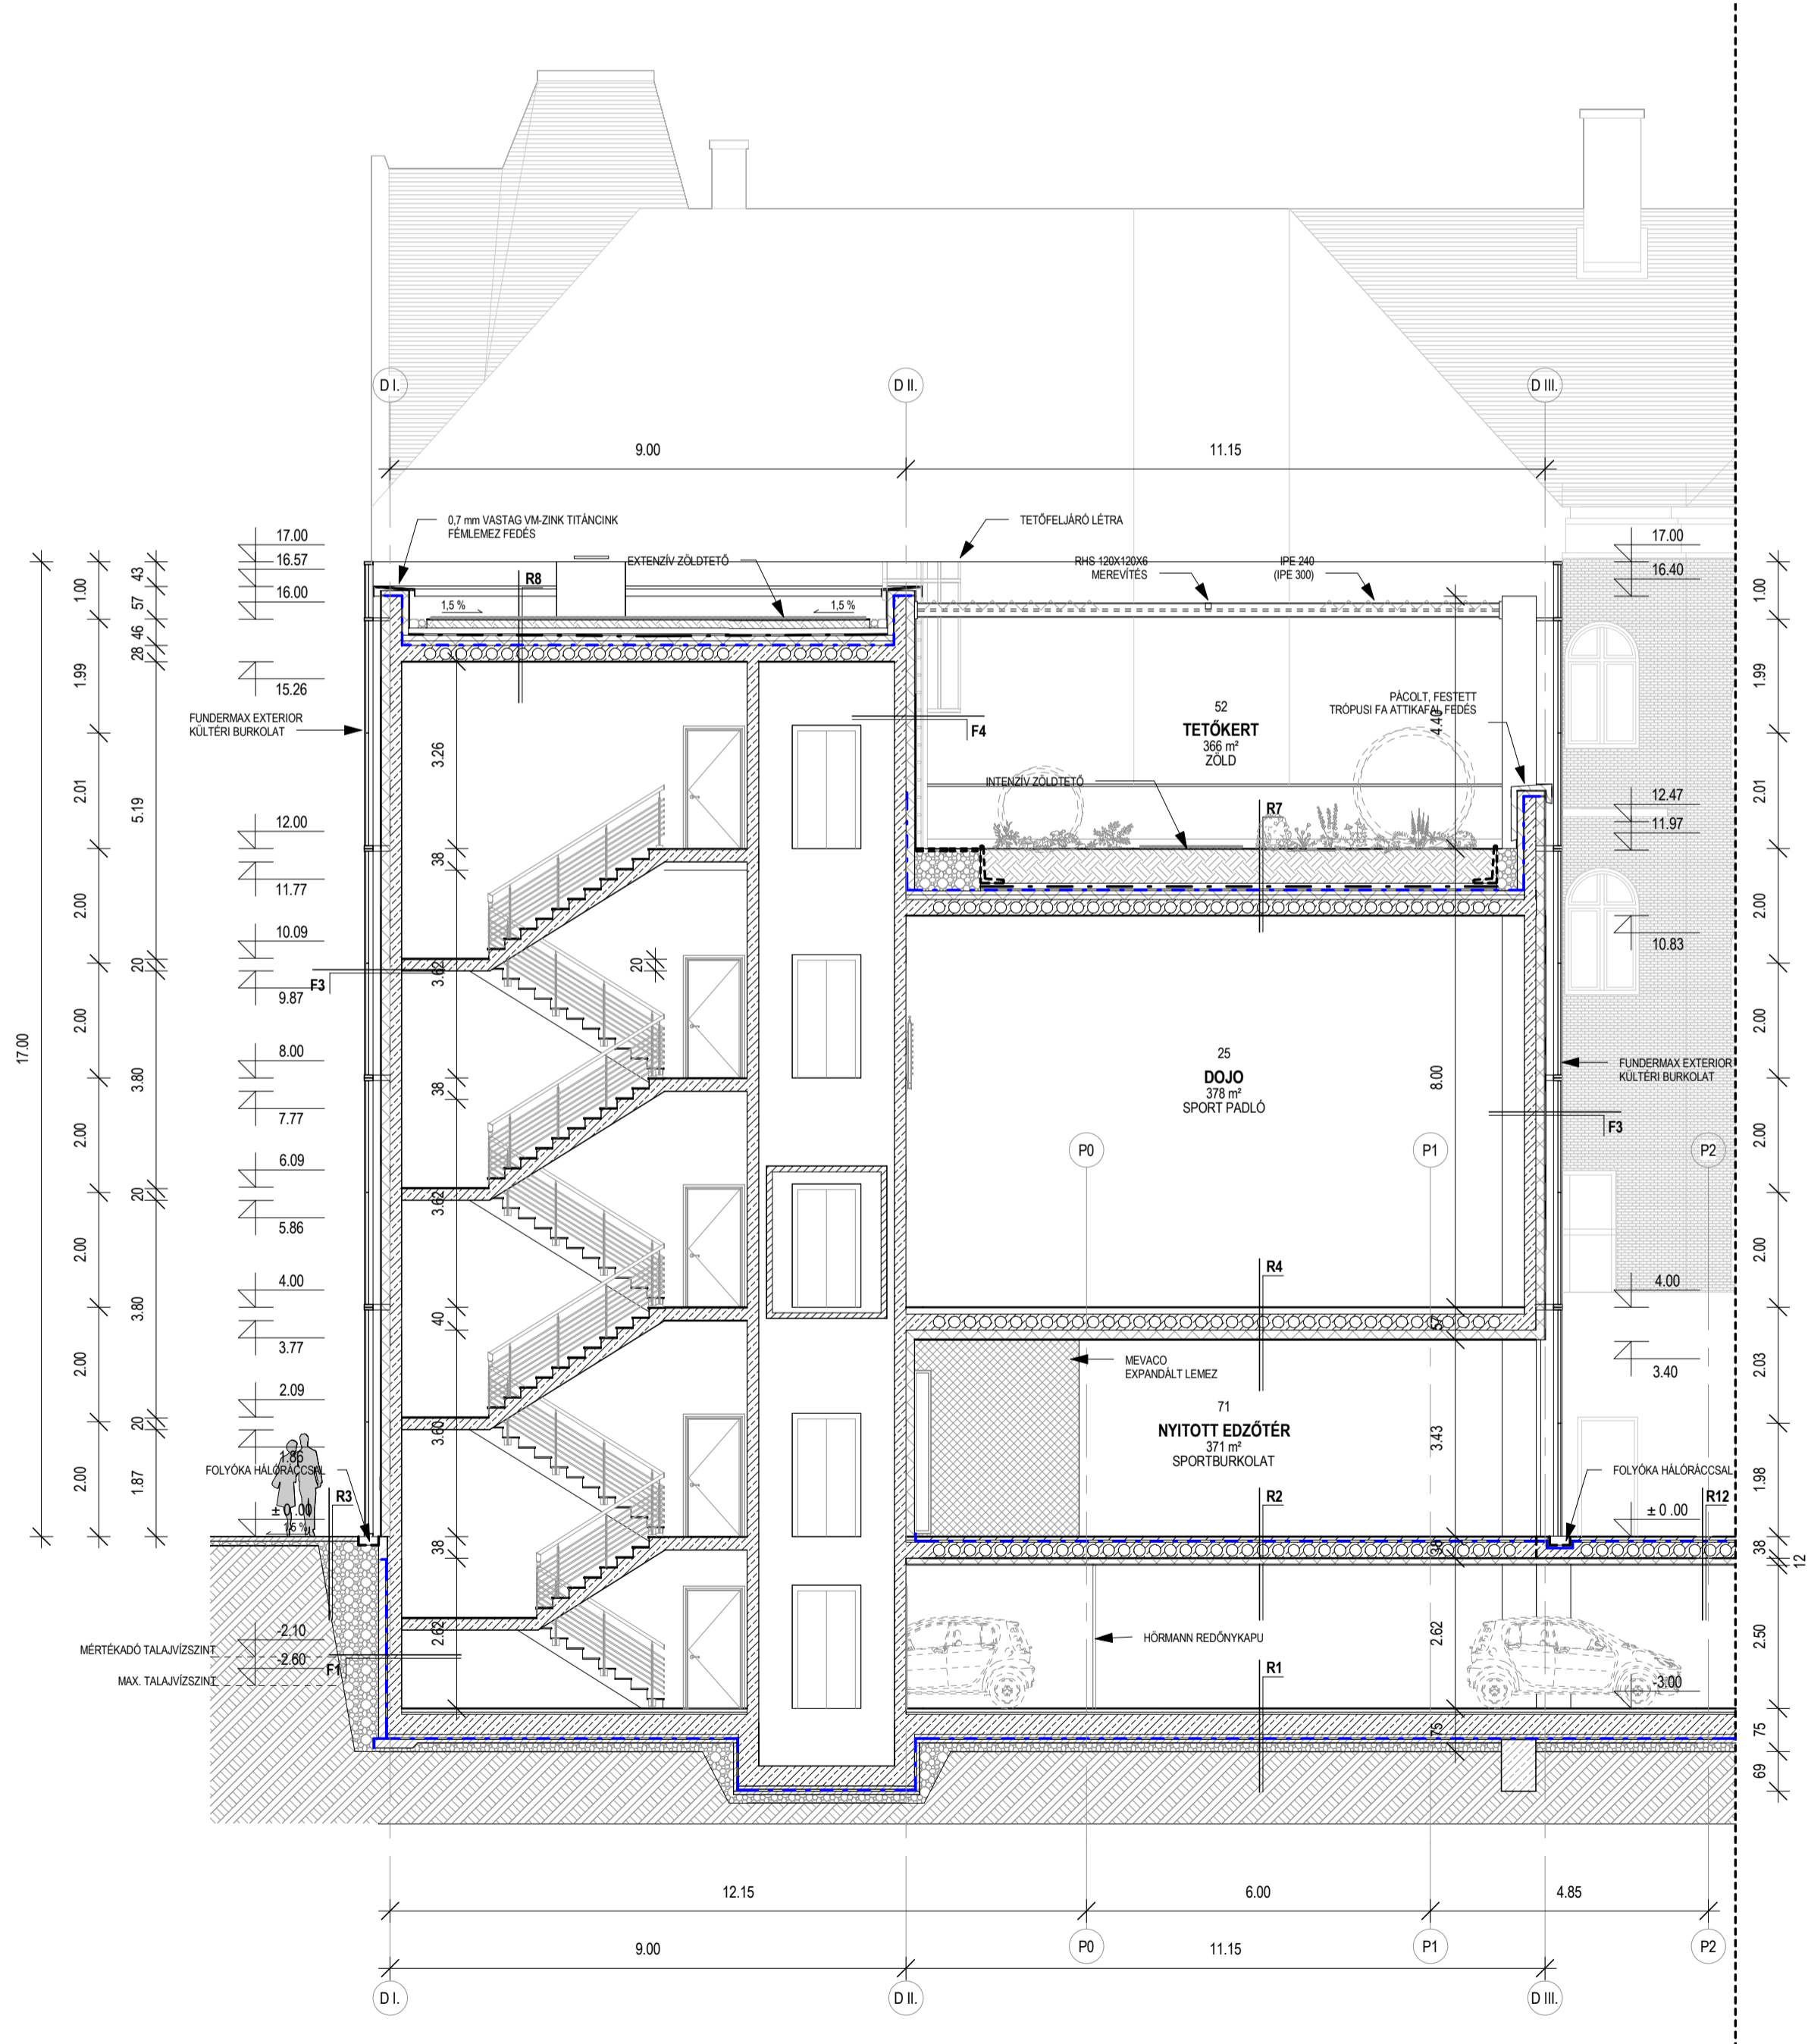 D I.
D II.
D III.
9.00
11.15
0,7 mm VASTAG VM-ZINK TITÁNCINK
FÉMLEMEZ FEDÉS
TETŐFELJÁRÓ LÉTRA
EXTENZÍV ZÖLDTETŐ
RHS 120X120X6
MEREVÍTÉS
IPE 240
(IPE 300)
R8
1,5 %
1,5 %
17.00
16.57
16.00
15.26
12.00
11.77
10.09
9.87
8.00
7.77
6.09
5.86
4.00
3.77
2.09
1.86
± 0 .00
1,5 %
-2.10
-2.60
17.00
1.00
1.99
2.01
2.00
2.00
2.00
2.00
2.00
2.00
43
57
46
28
5.19
20
3.80
20
3.80
20
1.87
FUNDERMAX EXTERIOR
KÜLTÉRI BURKOLAT
FOLYÓKA HÁLÓRÁCCSAL
MÉRTÉKADÓ TALAJVÍZSZINT
MAX. TALAJVÍZSZINT
F3
R3
F1
3.26
38
3.62
20
38
3.62
40
3.60
38
2.62
F4
52
TETŐKERT
366 m²
ZÖLD
PÁCOLT, FESTETT
TRÓPUSI FA ATTIKAFAL FEDÉS
4.40
INTENZÍV ZÖLDTETŐ
R7
25
DOJO
378 m²
SPORT PADLÓ
8.00
P0
P1
P2
F3
R4
57
MEVACO
EXPANDÁLT LEMEZ
71
NYITOTT EDZŐTÉR
371 m²
SPORTBURKOLAT
3.43
R2
38
HÖRMANN REDŐNYKAPU
2.62
R1
75
17.00
16.40
12.47
11.97
10.83
FUNDERMAX EXTERIOR
KÜLTÉRI BURKOLAT
4.00
3.40
FOLYÓKA HÁLÓRÁCCSAL
± 0 .00
R12
-3.00
1.00
1.99
2.01
2.00
2.00
2.00
2.00
2.03
1.98
38
12
2.50
75
69
12.15
6.00
4.85
9.00
11.15
P0
P1
P2
D I.
D II.
D III.